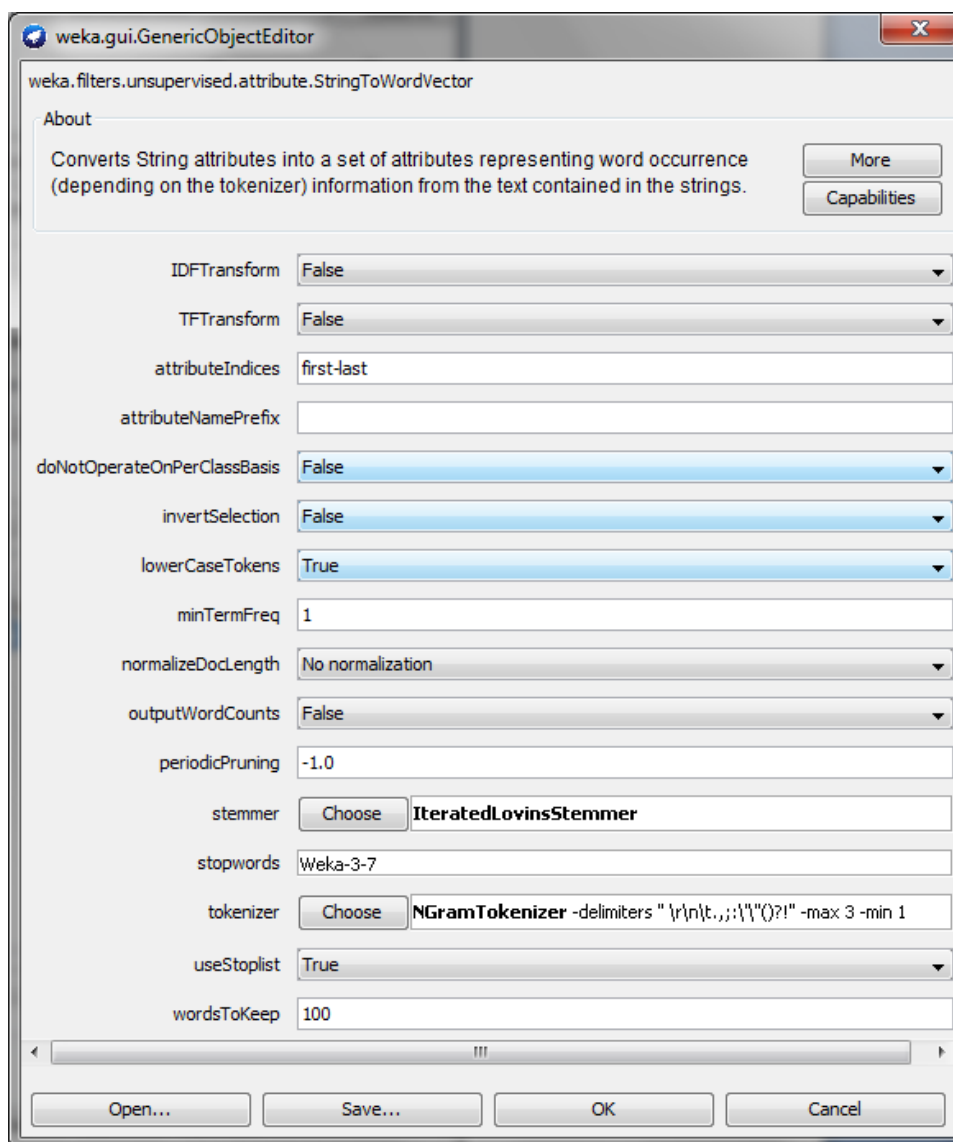 weka.gui.GenericObjectEditor
weka.filters.unsupervised.attribute.StringToWordVector
About
Converts String attributes into a set of attributes representing word occurrence
(depending on the tokenizer) information from the text contained in the strings.
More
Capabilities
IDFTransform False
TFTransform False
attributeIndices first-last
attributeNamePrefix
doNotOperateOnPerClassBasis False
invertSelection False
lowerCaseTokens True
minTermFreq 1
normalizeDocLength No normalization
outputWordCounts False
periodicPruning -1.0
stemmer Choose IteratedLovinsStemmer
stopwords Weka-3-7
tokenizer Choose NGramTokenizer -delimiters " \r\n\t.,;:\'\"()?!" -max 3 -min 1
useStoplist True
wordsToKeep 100
Open... Save... OK Cancel